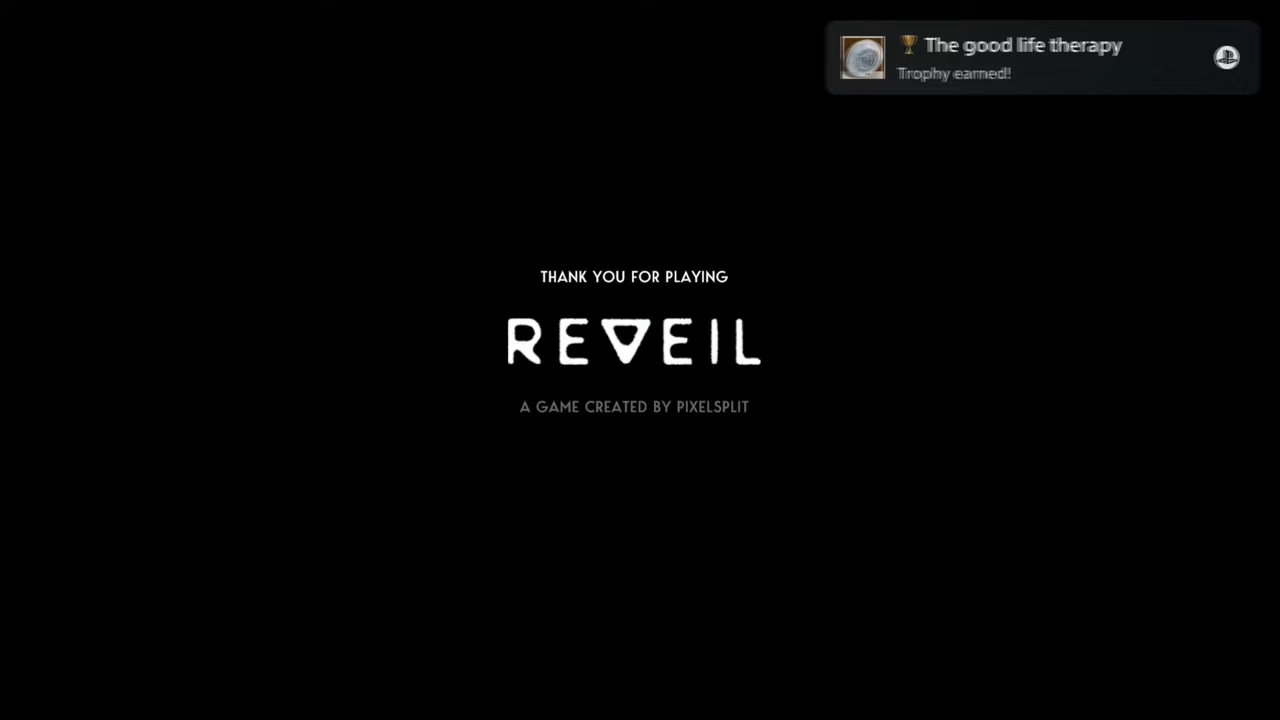 The good life therapy
Trophy earned!
THANK YOU FOR PLAYING
REVEIL
A GAME CREATED BY PIXELSPLIT